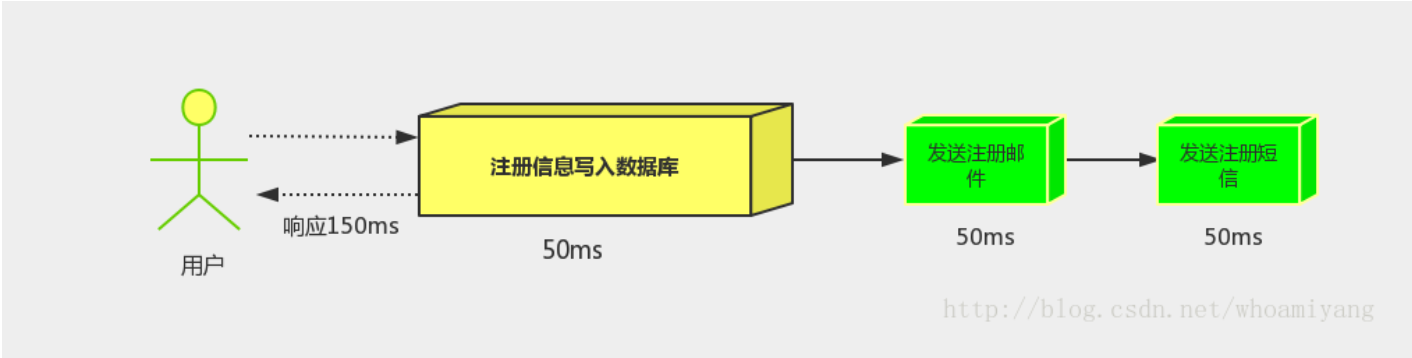 注册信息写入数据库
发送注册邮
件
发送注册短
信
响应150ms
50ms
50ms
50ms
用户
http://blog.csdn.net/whoamiyang